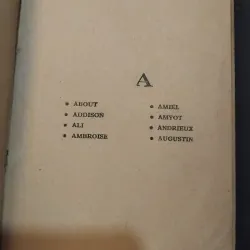 A
• ABOUT
• ADDISON
• ALI
• AMBROISE
• AMIEL
• AMYOT
• ANDRIEUX
• AUGUSTIN